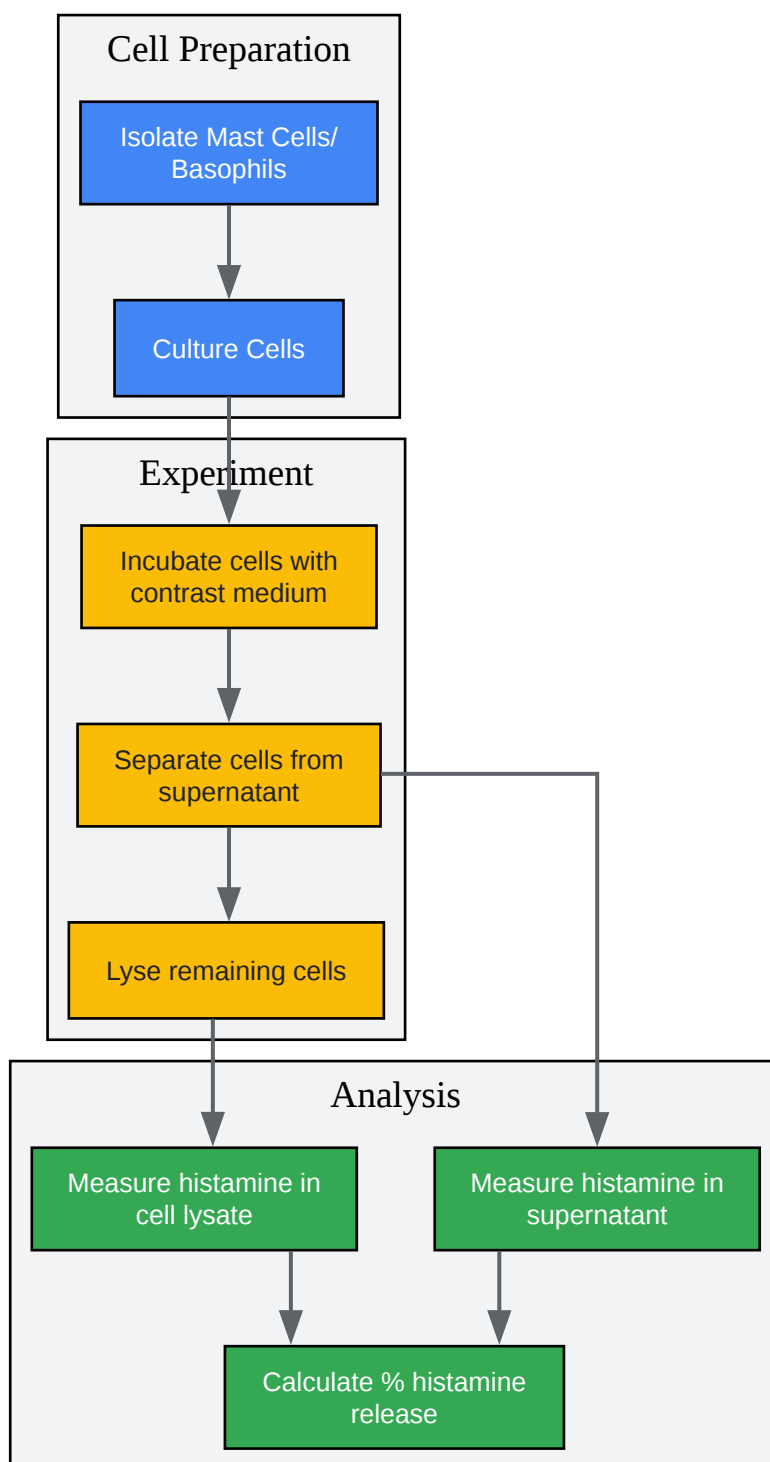 Cell Preparation
Isolate Mast Cells/
Basophils
Culture Cells
Experiment
Incubate cells with
contrast medium
Separate cells from
supernatant
Lyse remaining cells
Analysis
Measure histamine in
cell lysate
Measure histamine in
supernatant
Calculate % histamine
release